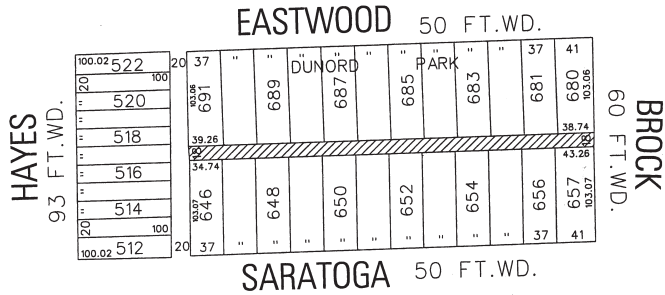 EASTWOOD 50 FT.WD.
100.02 522 20 37 " " " " " " " " " 37 41
DUNORD PARK
20 100
103.06 691 689 687 685 683 681 680 103.06
" 520
"
HAYES
93 FT.WD.
BROCK
60 FT.WD.
" 518 39.26 38.74
18 18
" 34.74 43.26
" 516
"
103.07 646 648 650 652 654 656 657 103.07
" 514
20 100
100.02 512 20 37 " " " " " " " " " 37 41
SARATOGA 50 FT.WD.